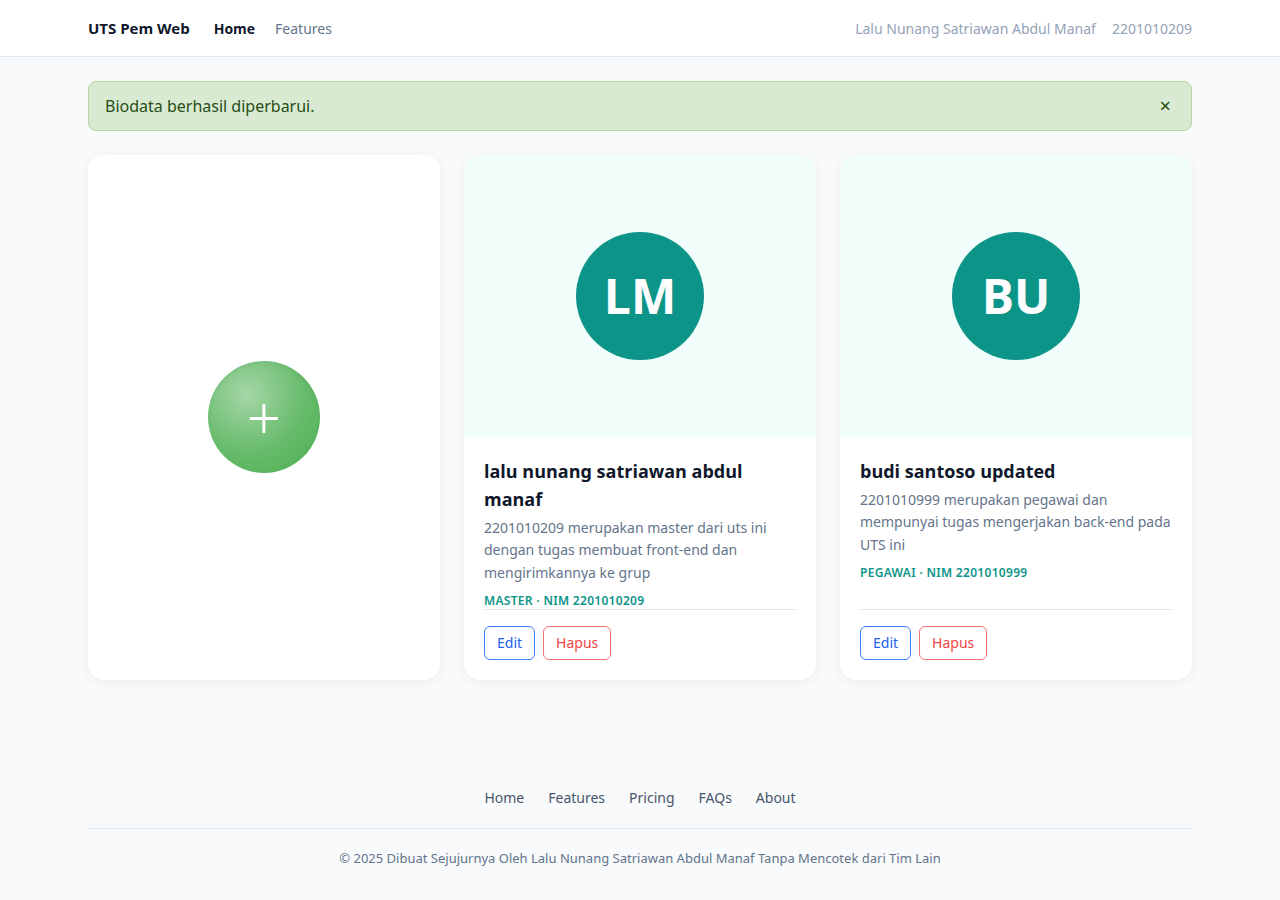 UTS Pem Web Home Features Lalu Nunang Satriawan Abdul Manaf 2201010209
Biodata berhasil diperbarui. ×
+
LM
lalu nunang satriawan abdul
manaf
2201010209 merupakan master dari uts ini
dengan tugas membuat front-end dan
mengirimkannya ke grup
MASTER · NIM 2201010209
Edit Hapus
BU
budi santoso updated
2201010999 merupakan pegawai dan
mempunyai tugas mengerjakan back-end pada
UTS ini
PEGAWAI · NIM 2201010999
Edit Hapus
Home Features Pricing FAQs About
© 2025 Dibuat Sejujurnya Oleh Lalu Nunang Satriawan Abdul Manaf Tanpa Mencotek dari Tim Lain